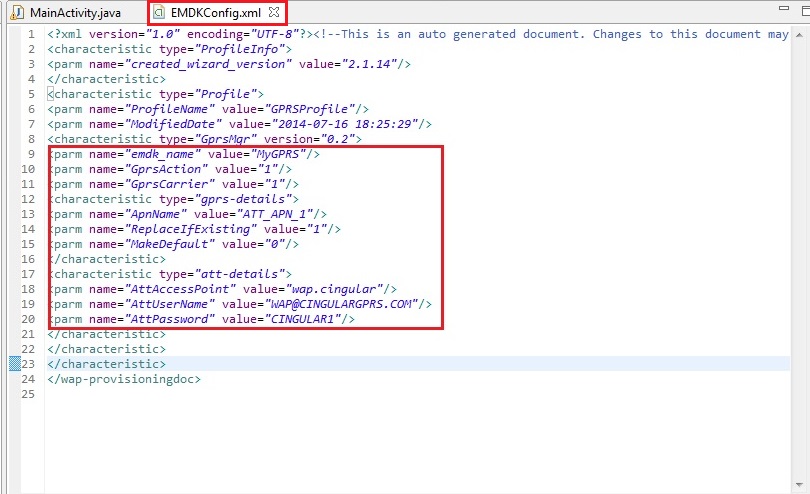 MainActivity.java EMDKConfig.xml
1 <?xml version="1.0" encoding="UTF-8"?><!--This is an auto generated document. Changes to this document may
2 <characteristic type="ProfileInfo">
3 <parm name="created_wizard_version" value="2.1.14"/>
4 </characteristic>
5 <characteristic type="Profile">
6 <parm name="ProfileName" value="GPRSProfile"/>
7 <parm name="ModifiedDate" value="2014-07-16 18:25:29"/>
8 <characteristic type="GprsMgr" version="0.2">
9 <parm name="emdk_name" value="MyGPRS"/>
10 <parm name="GprsAction" value="1"/>
11 <parm name="GprsCarrier" value="1"/>
12 <characteristic type="gprs-details">
13 <parm name="ApnName" value="ATT_APN_1"/>
14 <parm name="ReplaceIfExisting" value="1"/>
15 <parm name="MakeDefault" value="0"/>
16 </characteristic>
17 <characteristic type="att-details">
18 <parm name="AttAccessPoint" value="wap.cingular"/>
19 <parm name="AttUserName" value="WAP@CINGULARGPRS.COM"/>
20 <parm name="AttPassword" value="CINGULAR1"/>
21 </characteristic>
22 </characteristic>
23 </characteristic>
24 </wap-provisioningdoc>
25